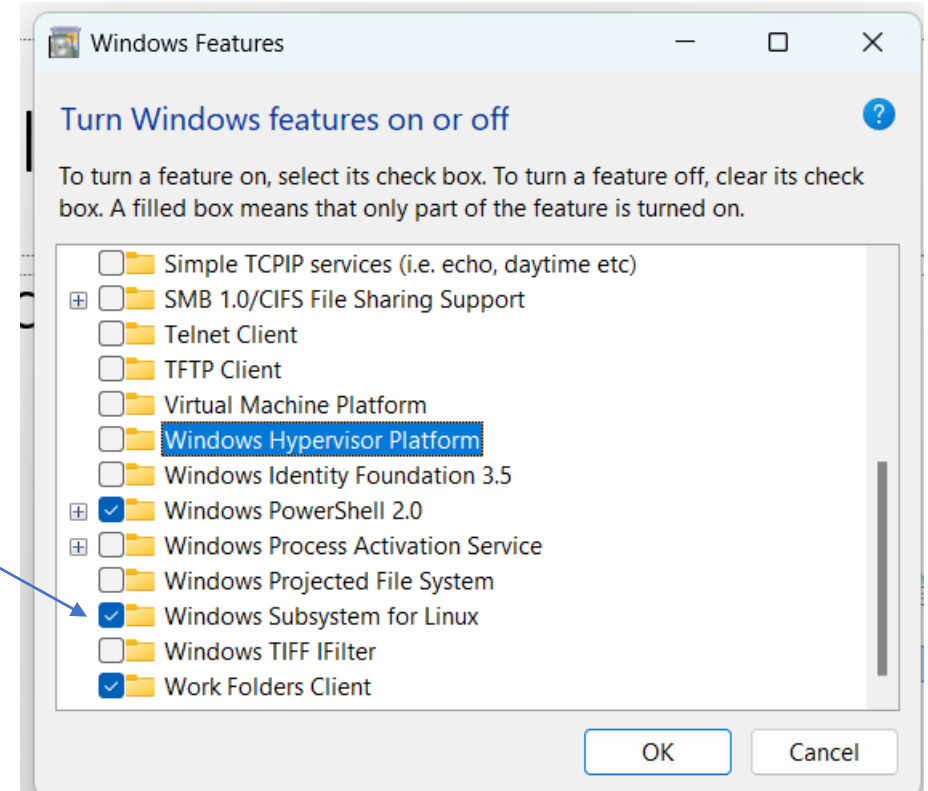 Windows Features
Turn Windows features on or off
?
To turn a feature on, select its check box. To turn a feature off, clear its check
box. A filled box means that only part of the feature is turned on.
Simple TCPIP services (i.e. echo, daytime etc)
SMB 1.0/CIFS File Sharing Support
Telnet Client
TFTP Client
Virtual Machine Platform
Windows Hypervisor Platform
Windows Identity Foundation 3.5
Windows PowerShell 2.0
Windows Process Activation Service
Windows Projected File System
Windows Subsystem for Linux
Windows TIFF IFilter
Work Folders Client
OK
Cancel